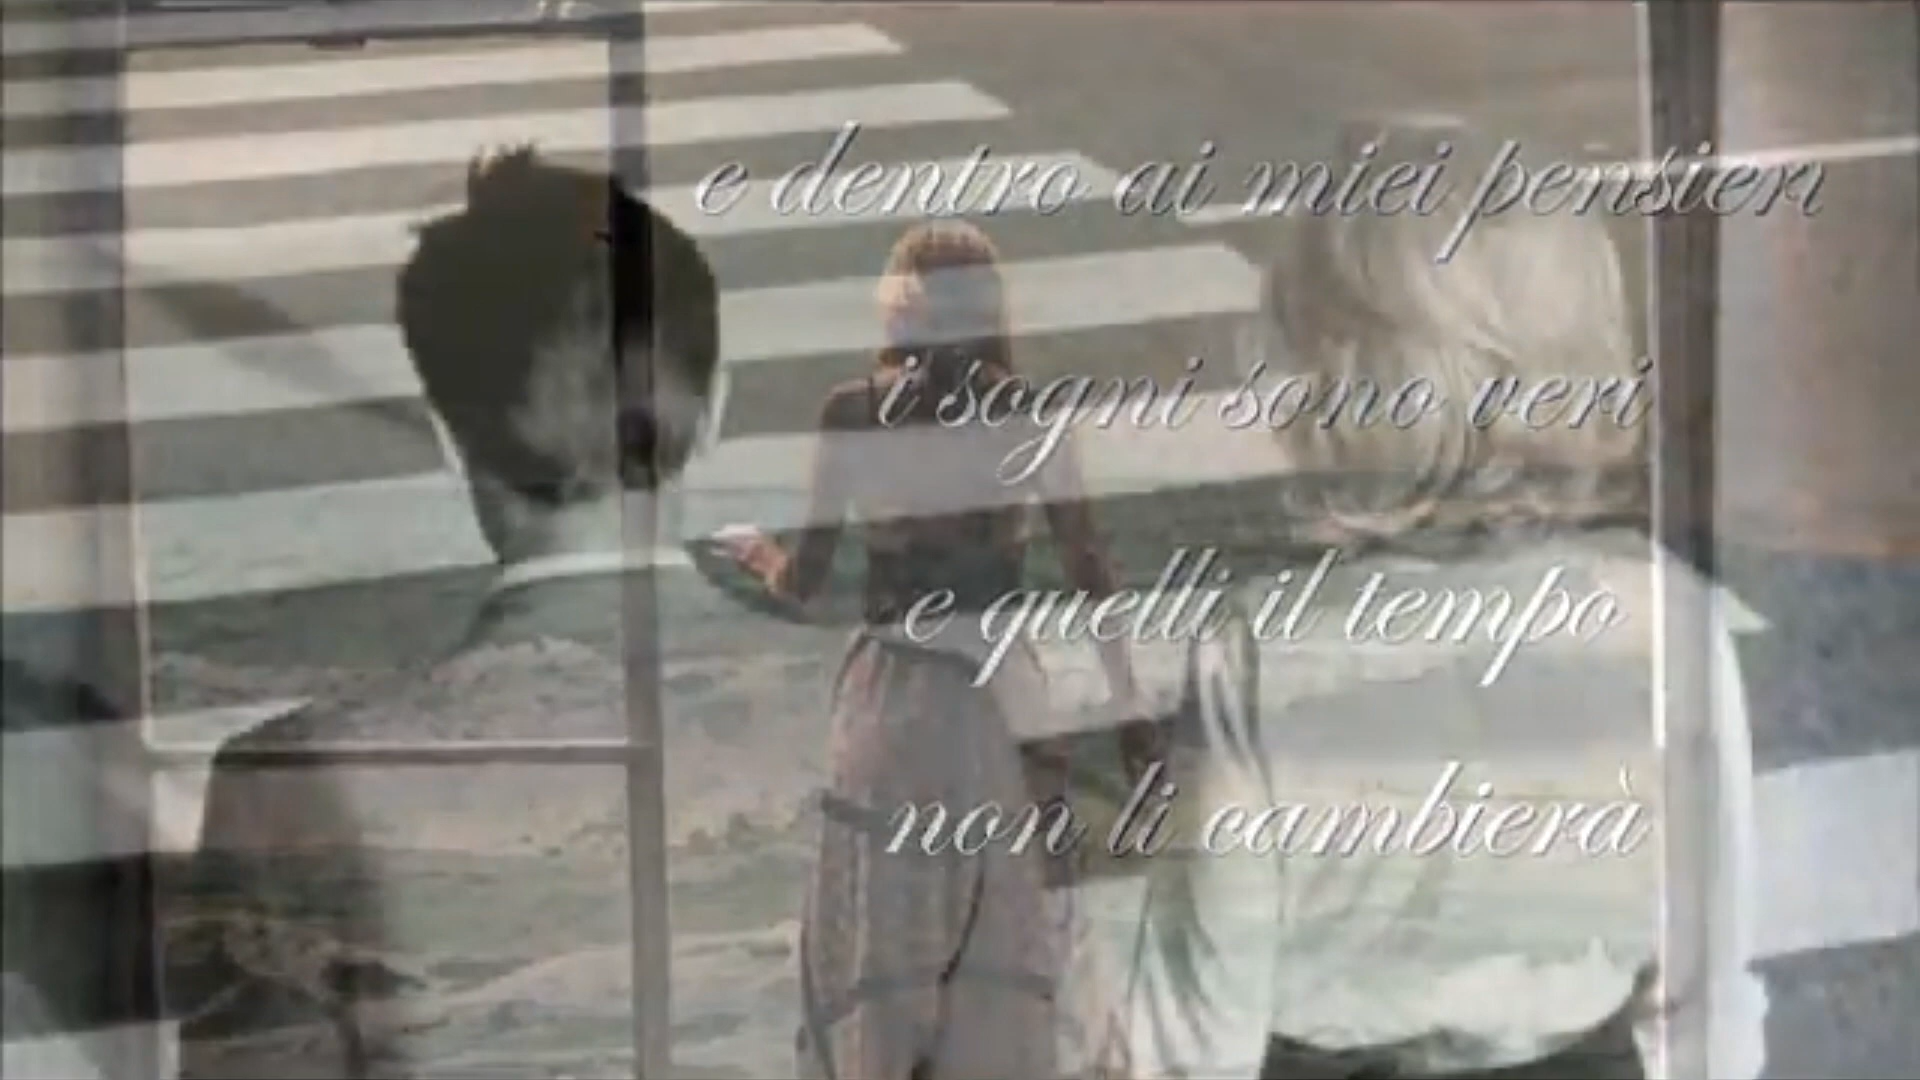 e dentro ai miei pensieri
i sogni sono veri
e quelli il tempo
non li cambierà